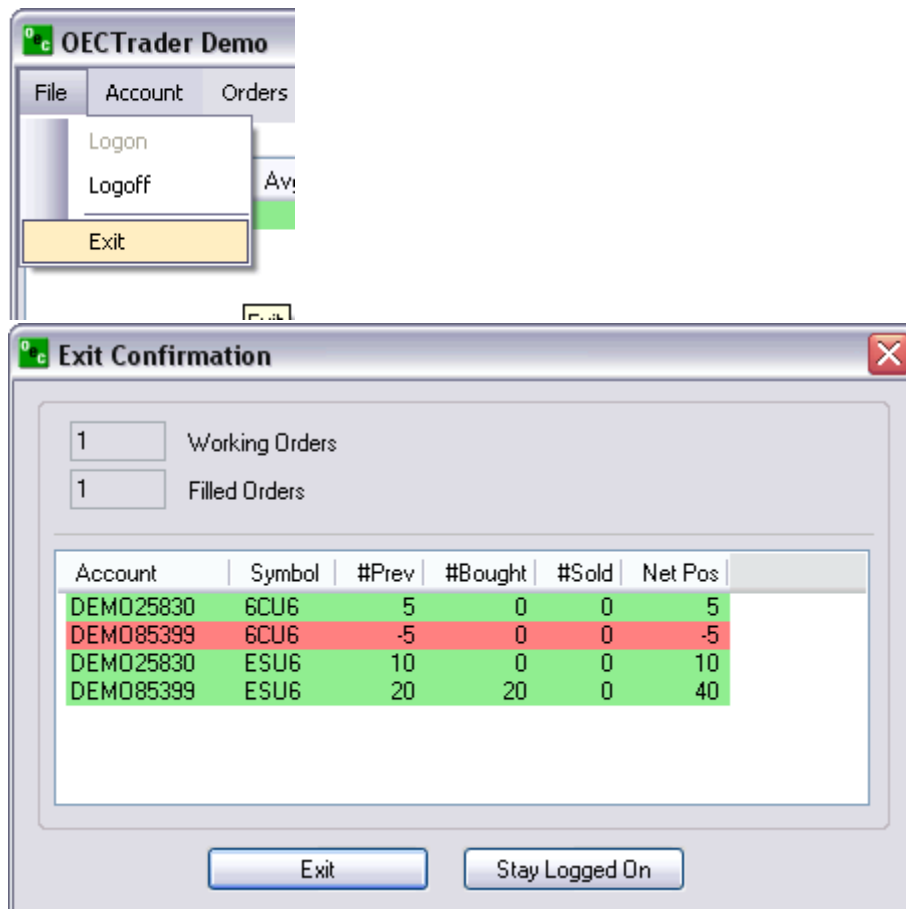 OECTrader Demo
File Account Orders
Logon
Logoff
Exit
Exit Confirmation
1 Working Orders
1 Filled Orders
Account Symbol #Prev #Bought #Sold Net Pos
DEMO25830 6CU6 5 0 0 5
DEMO85399 6CU6 -5 0 0 -5
DEMO25830 ESU6 10 0 0 10
DEMO85399 ESU6 20 20 0 40
Exit Stay Logged On